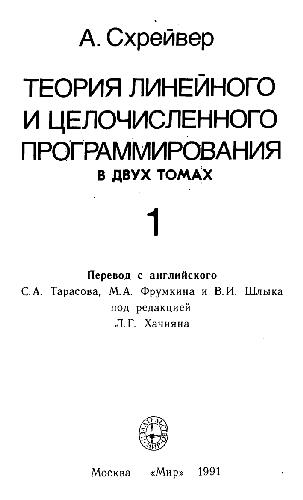 А. Схрейвер
ТЕОРИЯ ЛИНЕЙНОГО
И ЦЕЛОЧИСЛЕННОГО
ПРОГРАММИРОВАНИЯ
В ДВУХ ТОМАХ
1
Перевод с английского
С.А. Тарасова, М.А. Фрумкина и В.И. Шлыка
под редакцией
Л.Г. Хачияна
Москва «Мир» 1991